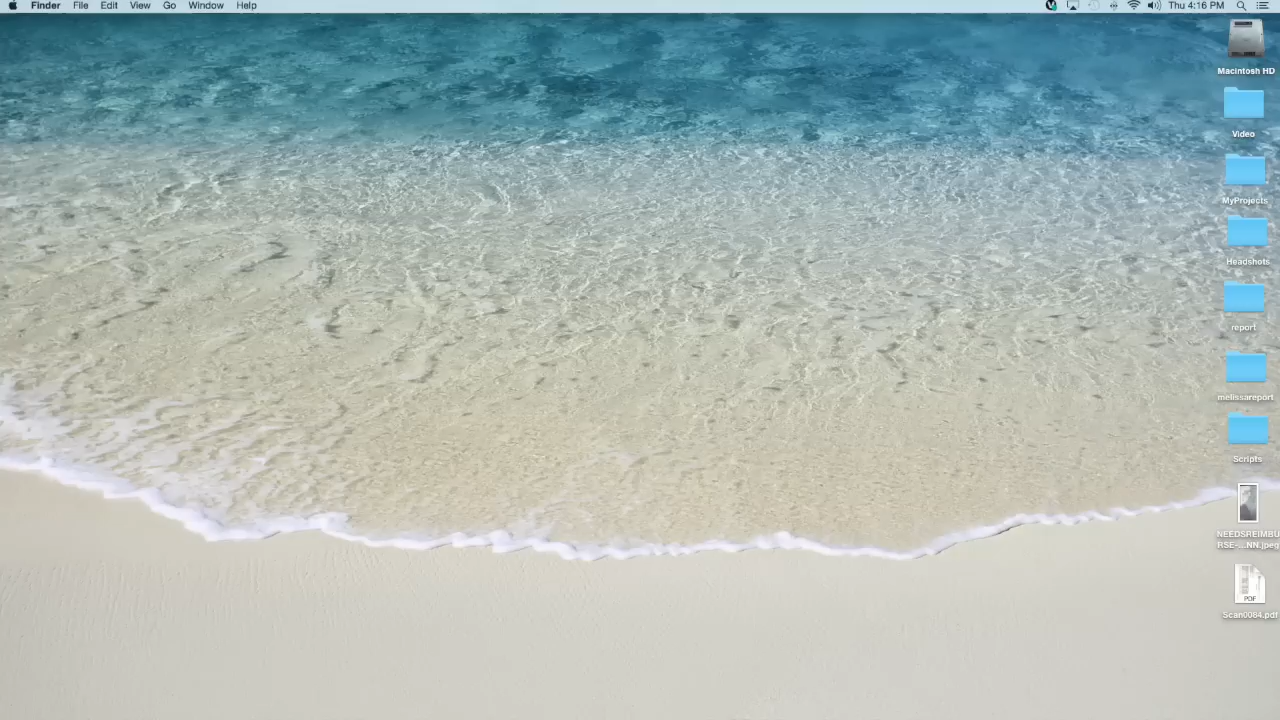 Finder File Edit View Go Window Help Thu 4:16 PM
Macintosh HD
Video
MyProjects
Headshots
report
melissareport
Scripts
NEEDSREIMBU
RSE-...NN.jpeg
PDF
Scan0084.pdf